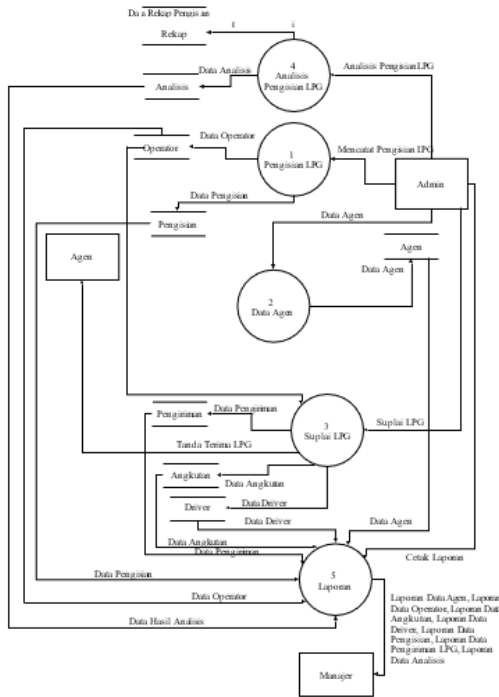 Da a Rekap Pengis an
t
i
Rekap
4
Analisis
Pengisian LPG
Analisis Pengisian LPG
Data Analisis
Analisis
Data Operator
Operator
1
Pengisian LPG
Mencatat Pengisian LPG
Admin
Data Pengisian
Pengisian
Data Agen
Agen
Agen
Data Agen
2
Data Agen
Pengiriman
Data Pengiriman
3
Suplai LPG
Suplai LPG
Tanda Terima LPG
Angkutan
Data Angkutan
Driver
Data Driver
Data Driver
Data Agen
Data Angkutan
Data Pengiriman
Cetak Laporan
5
Laporan
Data Pengisian
Data Operator
Data Hasil Analisis
Laporan Data Agen, Laporan
Data Operator, Laporan Data
Angkutan, Laporan Data
Driver, Laporan Data
Pengisian, Laporan Data
Pengiriman LPG, Laporan
Data Analisis
Manajer